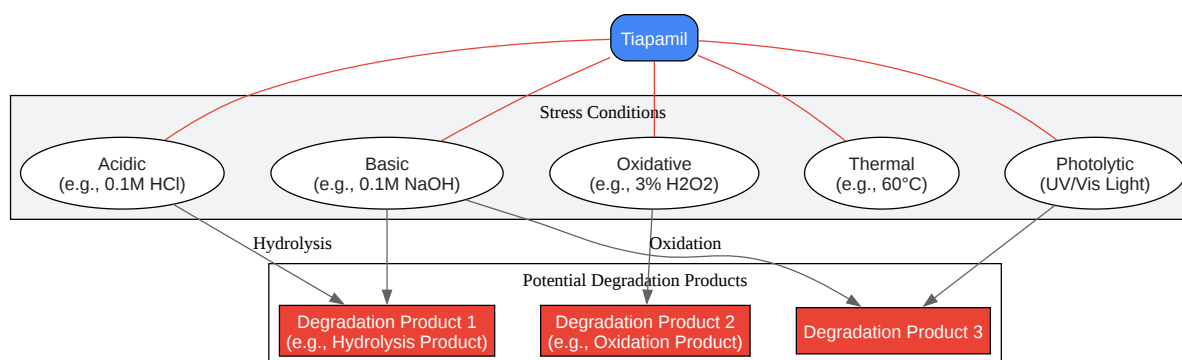 Tiapamil
Stress Conditions
Acidic
(e.g., 0.1M HCl)
Basic
(e.g., 0.1M NaOH)
Oxidative
(e.g., 3% H2O2)
Thermal
(e.g., 60°C)
Photolytic
(UV/Vis Light)
Hydrolysis
Oxidation
Potential Degradation Products
Degradation Product 1
(e.g., Hydrolysis Product)
Degradation Product 2
(e.g., Oxidation Product)
Degradation Product 3